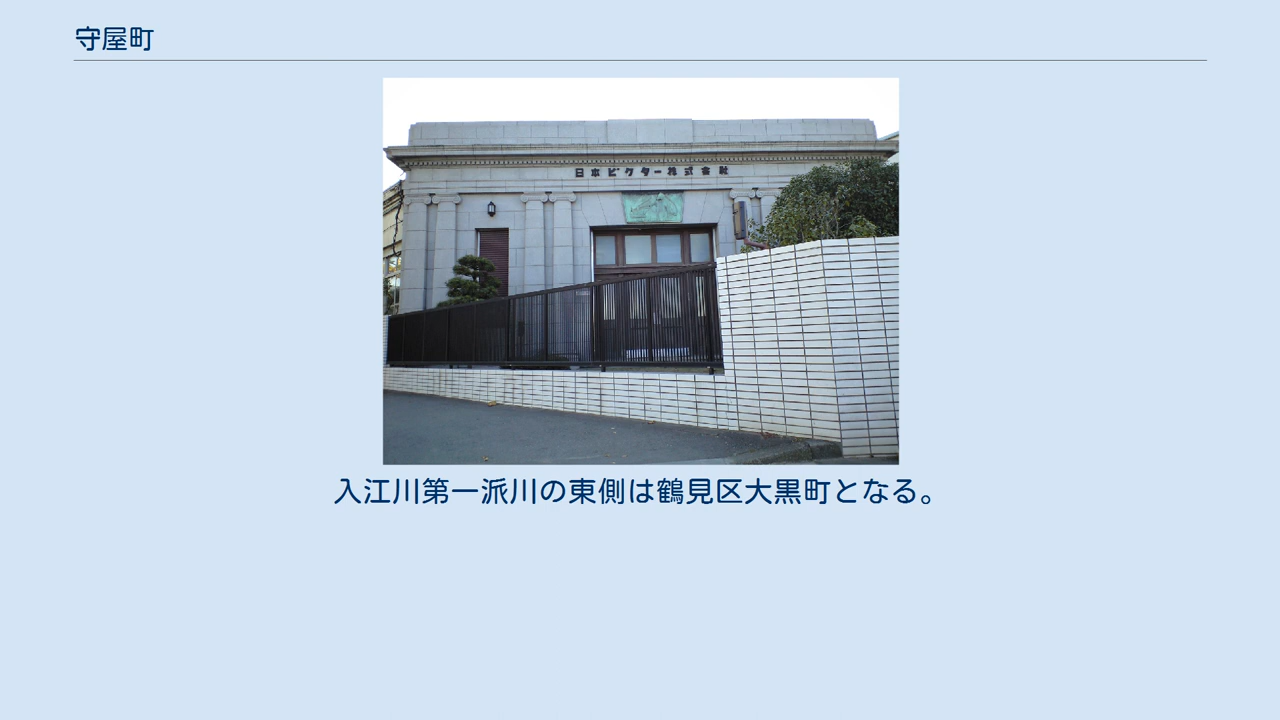 守屋町
日本ビクター株式会社
入江川第一派川の東側は鶴見区大黒町となる。